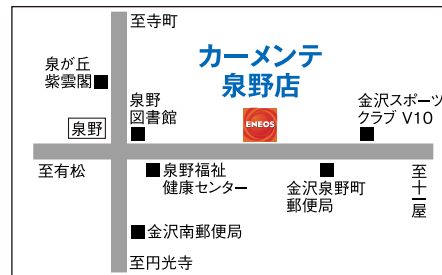 至寺町
カーメンテ
泉野店
泉が丘
紫雲閣
泉野
図書館
金沢スポーツ
クラブ V10
泉野
ENEOS
至有松
泉野福祉
健康センター
金沢泉野町
郵便局
至十一屋
金沢南郵便局
至円光寺